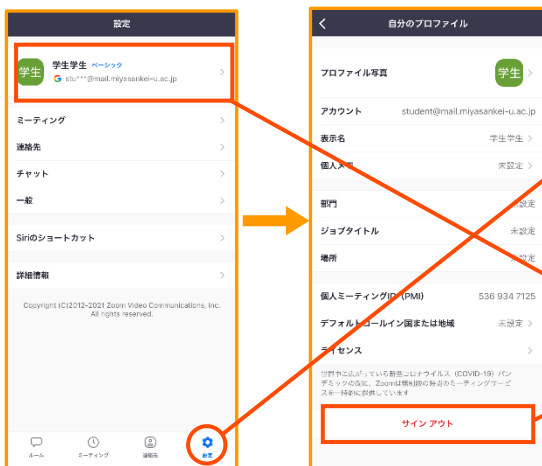 設定
学生
学生学生 ベーシック
G stu***@mail.miyasankei-u.ac.jp
ミーティング
連絡先
チャット
一般
Siriのショートカット
詳細情報
Copyright (C)2012-2021 Zoom Video Communications, Inc.
All rights reserved.
ホーム
ミーティング
連絡先
設定
自分のプロファイル
プロファイル写真
学生
アカウント
student@mail.miyasankei-u.ac.jp
表示名
学生学生
個人メモ
未設定
部門
未設定
ジョブタイトル
未設定
場所
未設定
個人ミーティングID (PMI)
536 934 7125
デフォルトコールイン国または地域
未設定
ライセンス
世界中に広がっている新型コロナウイルス (COVID-19) パン
デミックの間に、Zoomは無制限の時間のミーティングサービ
スを一時的に提供しています
サイン アウト